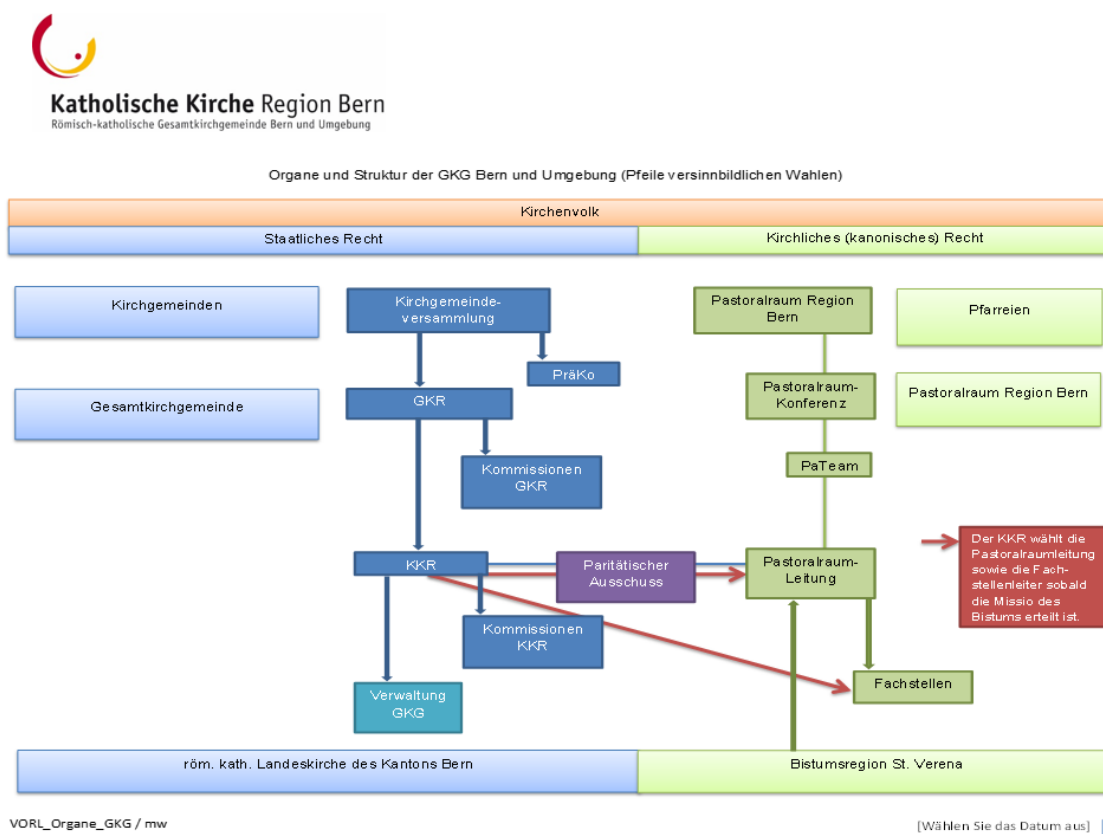 Katholische Kirche Region Bern
Römisch-katholische Gesamtkirchgemeinde Bern und Umgebung
Organe und Struktur der GKG Bern und Umgebung (Pfeile versinnbildlichen Wahlen)
Kirchenvolk
Staatliches Recht
Kirchliches (kanonisches) Recht
Kirchgemeinden
Kirchgemeinde-
versammlung
Pastoralraum Region
Bern
Pfarreien
PräKo
Gesamtkirchgemeinde
GKR
Pastoralraum-
Konferenz
Pastoralraum Region Bern
Kommissionen
GKR
PaTeam
KKR
Paritätischer
Ausschuss
Pastoralraum-
Leitung
Der KKR wählt die
Pastoralraumleitung
sowie die Fach-
stellenleiter sobald
die Missio des
Bistums erteilt ist.
Kommissionen
KKR
Verwaltung
GKG
Fachstellen
röm. kath. Landeskirche des Kantons Bern
Bistumsregion St. Verena
VORL_Organe_GKG / mw
[Wählen Sie das Datum aus]